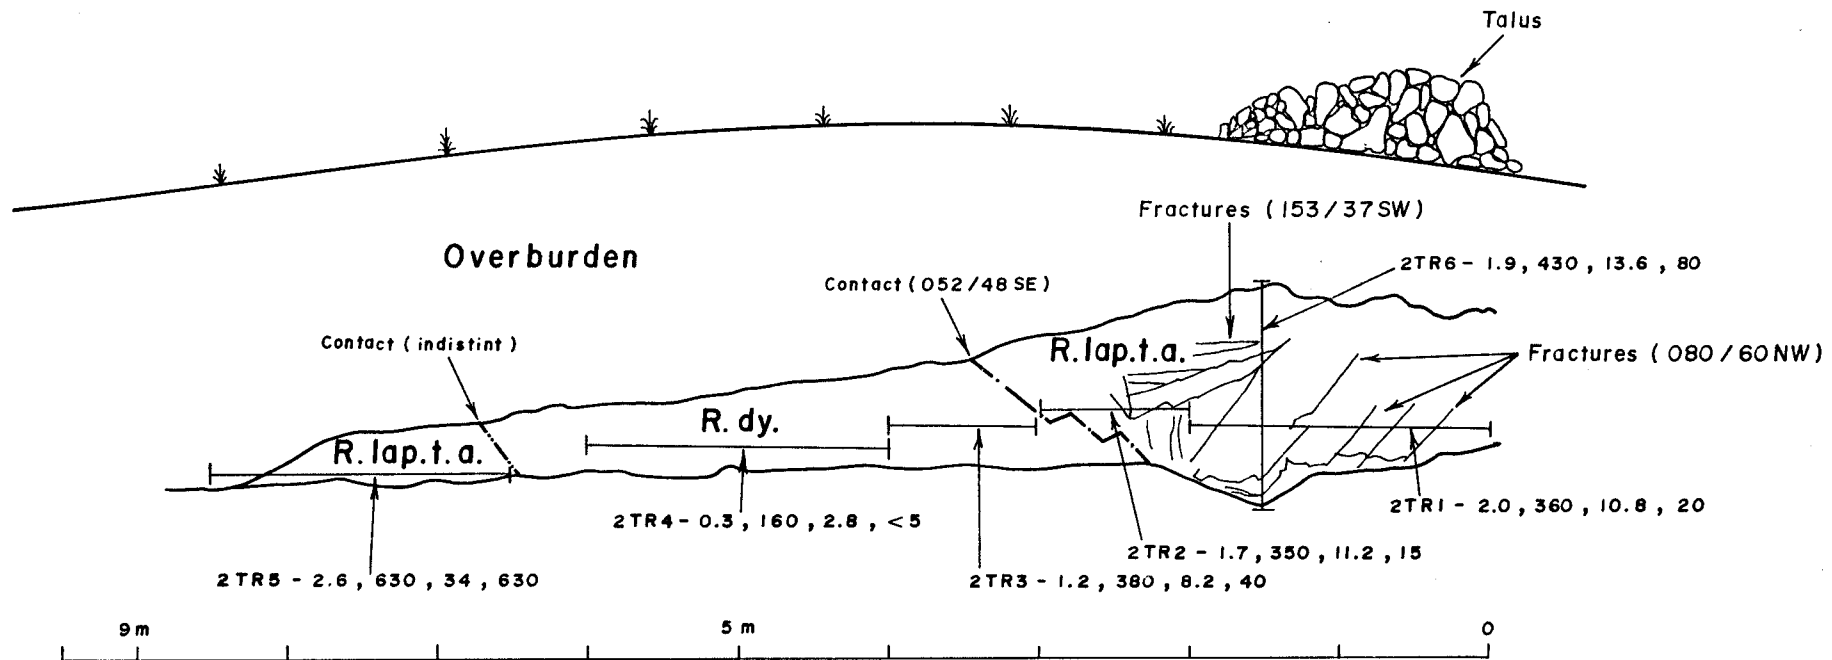 Talus
Fractures (153/37SW)
Overburden
2TR6-1.9, 430, 13.6, 80
Contact (052/48 SE)
Contact (indistint)
R.lap.t.a.
Fractures (080/60NW)
R.dy.
R.lap.t.a.
2TR1-2.0, 360, 10.8, 20
2TR4-0.3, 160, 2.8, <5
2TR2-1.7, 350, 11.2, 15
2TR5-2.6, 630, 34, 630
2TR3-1.2, 380, 8.2, 40
9m 5m 0